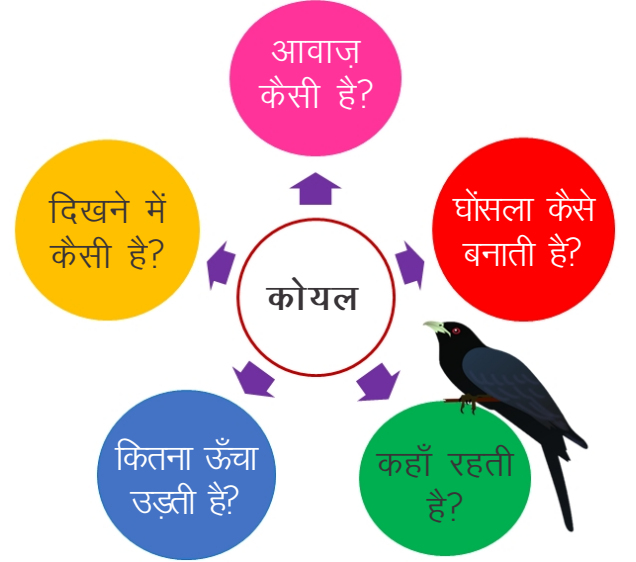 आवाज़
कैसी है?
दिखने में
कैसी है?
घोंसला कैसे
बनाती है?
कोयल
कितना ऊँचा
उड़ती है?
कहाँ रहती
है?